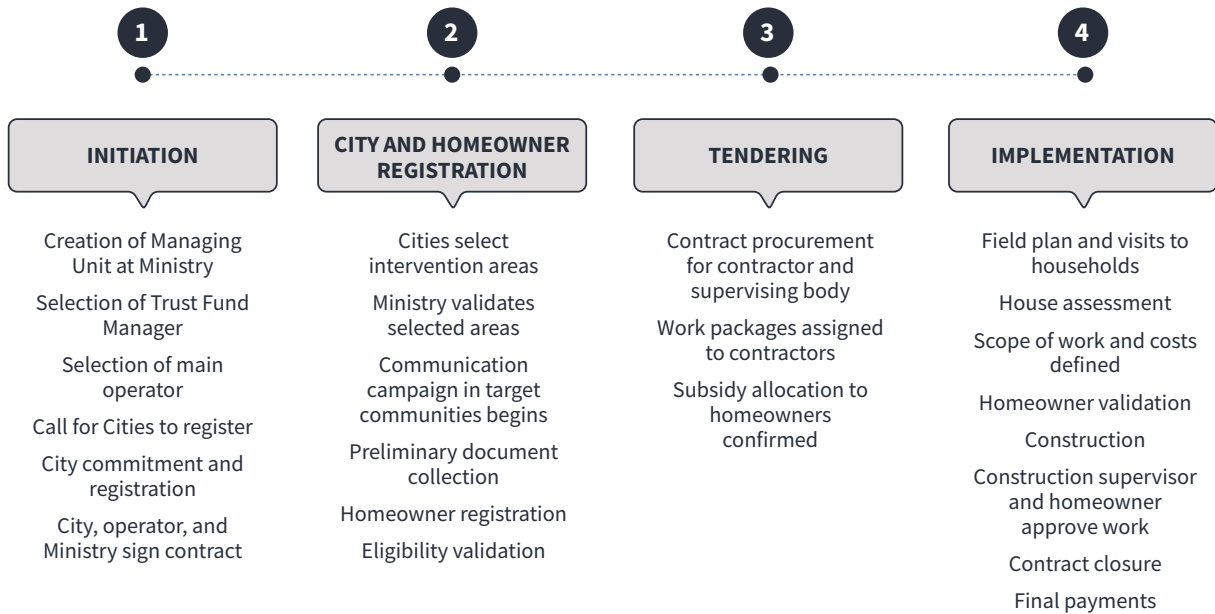 1
INITIATION
Creation of Managing
Unit at Ministry
Selection of Trust Fund
Manager
Selection of main
operator
Call for Cities to register
City commitment and
registration
City, operator, and
Ministry sign contract
2
CITY AND HOMEOWNER
REGISTRATION
Cities select
intervention areas
Ministry validates
selected areas
Communication
campaign in target
communities begins
Preliminary document
collection
Homeowner registration
Eligibility validation
3
TENDERING
Contract procurement
for contractor and
supervising body
Work packages assigned
to contractors
Subsidy allocation to
homeowners
confirmed
4
IMPLEMENTATION
Field plan and visits to
households
House assessment
Scope of work and costs
defined
Homeowner validation
Construction
Construction supervisor
and homeowner
approve work
Contract closure
Final payments